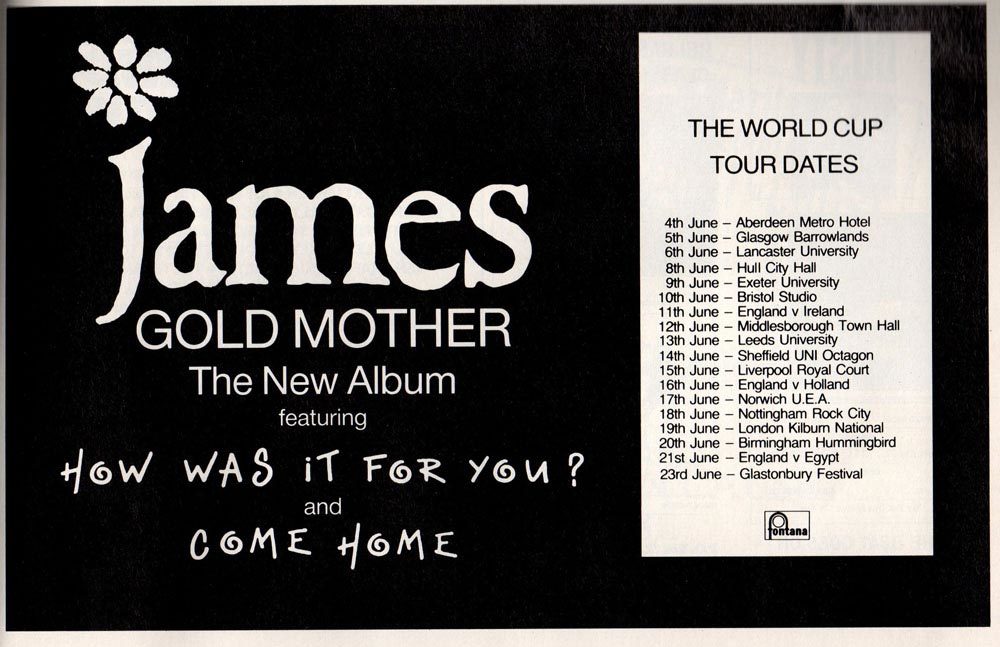 James
GOLD MOTHER
The New Album
featuring
HOW WAS iT FOR YOU?
and
COME HOME
THE WORLD CUP
TOUR DATES
4th June – Aberdeen Metro Hotel
5th June – Glasgow Barrowlands
6th June – Lancaster University
8th June – Hull City Hall
9th June – Exeter University
10th June – Bristol Studio
11th June – England v Ireland
12th June – Middlesborough Town Hall
13th June – Leeds University
14th June – Sheffield UNI Octagon
15th June – Liverpool Royal Court
16th June – England v Holland
17th June – Norwich U.E.A.
18th June – Nottingham Rock City
19th June – London Kilburn National
20th June – Birmingham Hummingbird
21st June – England v Egypt
23rd June – Glastonbury Festival
fontana